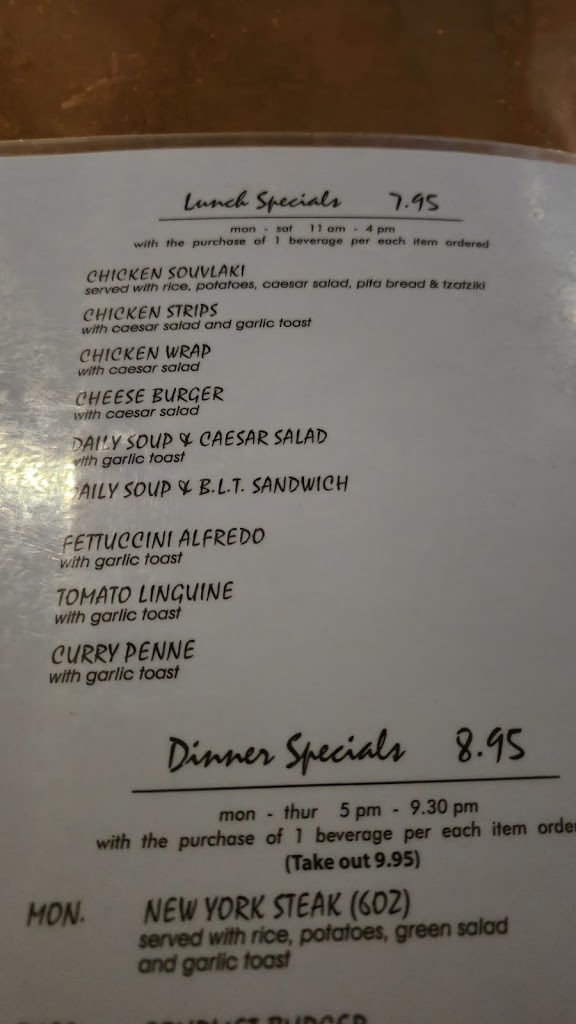 Lunch Specials 7.95
mon - sat 11 am - 4 pm
with the purchase of 1 beverage per each item ordered
CHICKEN SOUVLAKI
served with rice, potatoes, caesar salad, pita bread & tzatziki
CHICKEN STRIPS
with caesar salad and garlic toast
CHICKEN WRAP
with caesar salad
CHEESE BURGER
with caesar salad
DAILY SOUP & CAESAR SALAD
with garlic toast
DAILY SOUP & B.L.T. SANDWICH
FETTUCCINI ALFREDO
with garlic toast
TOMATO LINGUINE
with garlic toast
CURRY PENNE
with garlic toast
Dinner Specials 8.95
mon - thur 5 pm - 9.30 pm
with the purchase of 1 beverage per each item order
(Take out 9.95)
MON. NEW YORK STEAK (6OZ)
served with rice, potatoes, green salad
and garlic toast
BURGER